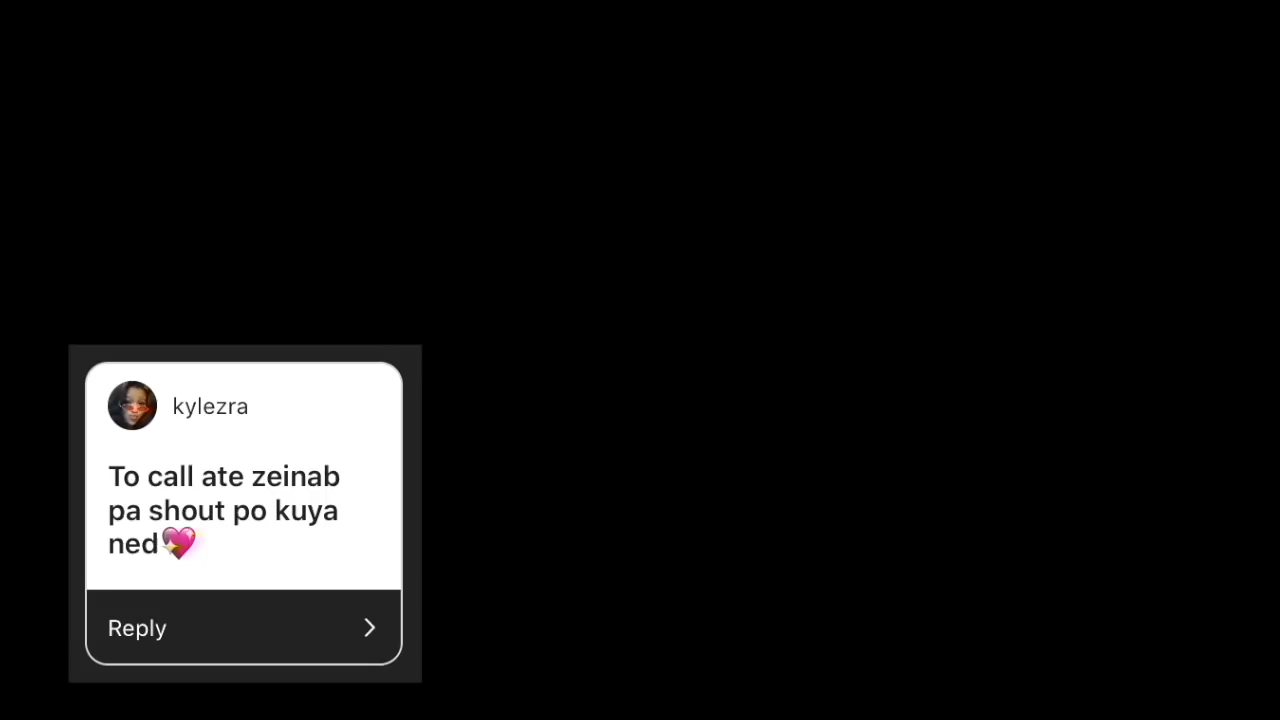 kylezra
To call ate zeinab
pa shout po kuya
ned💖
Reply